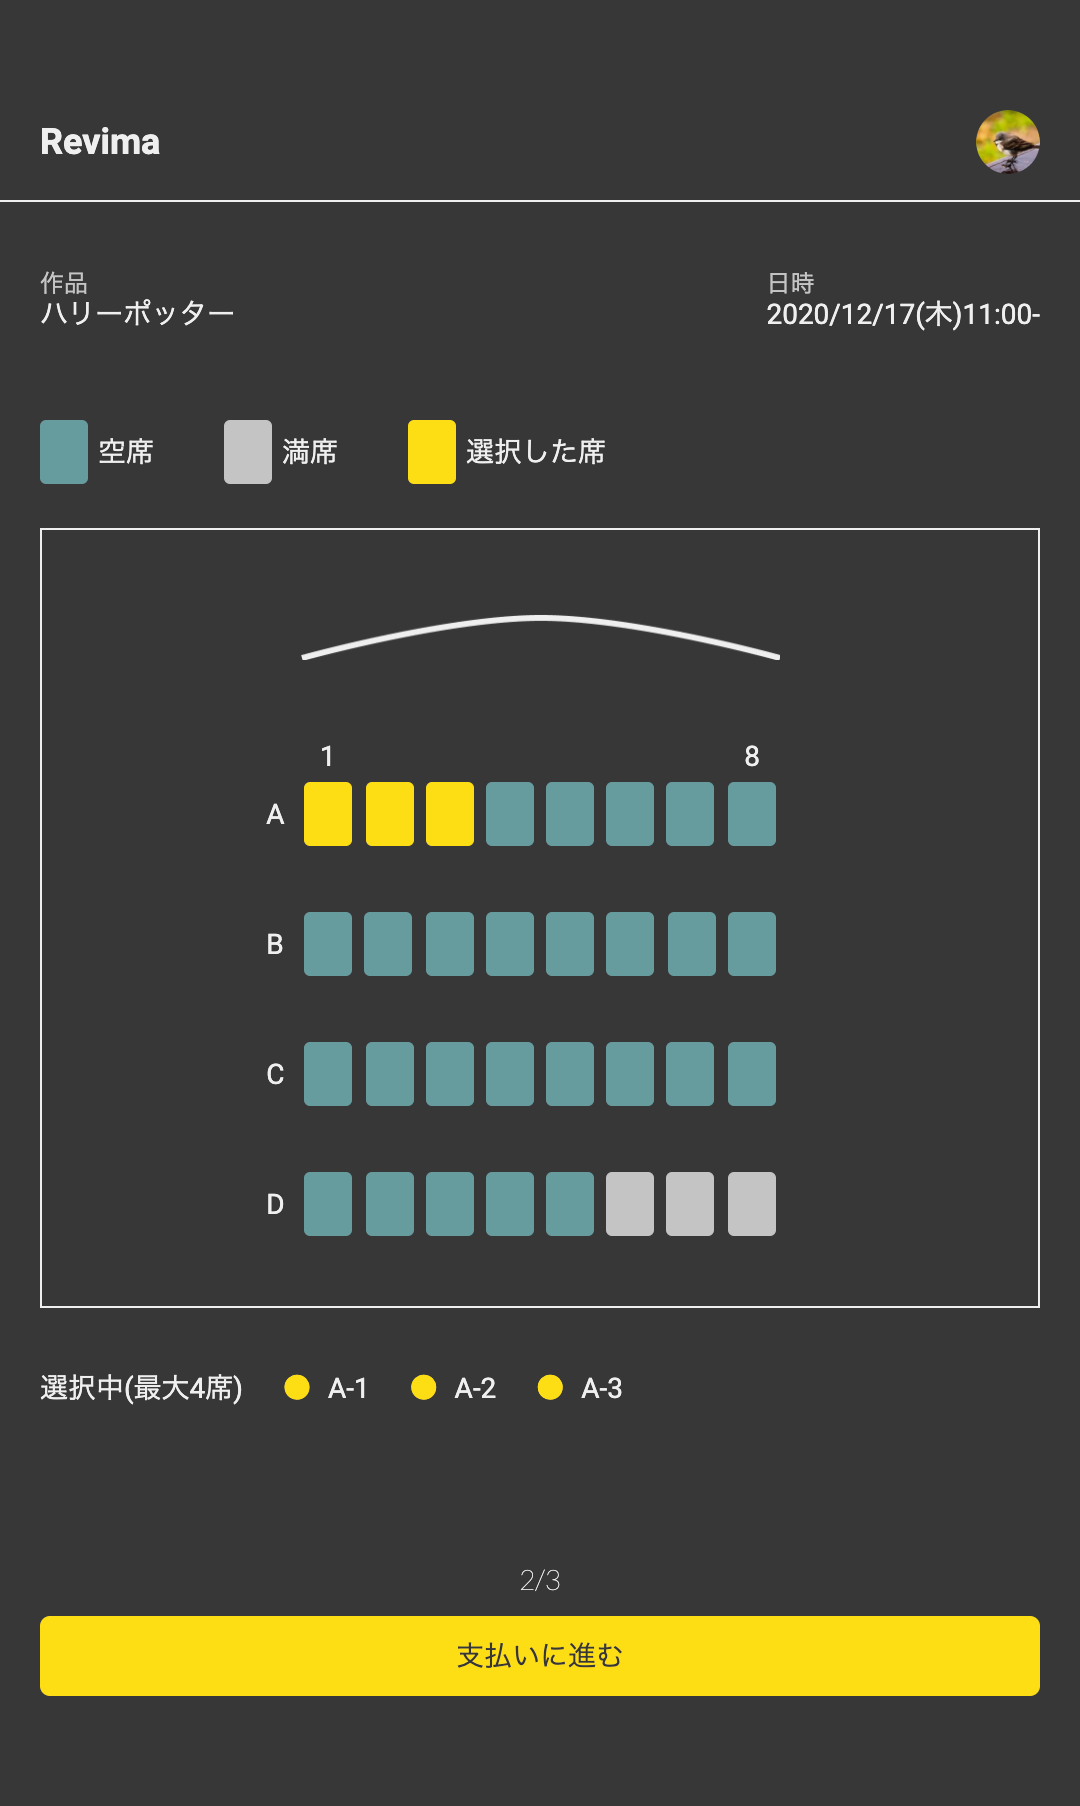 Revima
作品
ハリーポッター
日時
2020/12/17(木)11:00-
空席
満席
選択した席
1 8
A
B
C
D
選択中(最大4席) A-1 A-2 A-3
2/3
支払いに進む